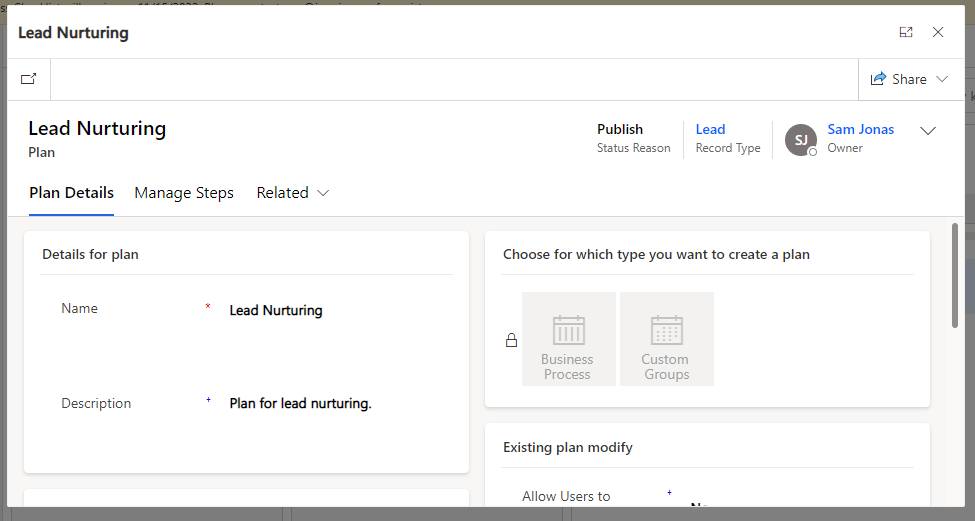 Lead Nurturing
Share
Lead Nurturing
Plan
Publish
Status Reason
Lead
Record Type
SJ
Sam Jonas
Owner
Plan Details
Manage Steps
Related
Details for plan
Name
*
Lead Nurturing
Description
+
Plan for lead nurturing.
Choose for which type you want to create a plan
Business
Process
Custom
Groups
Existing plan modify
Allow Users to
+